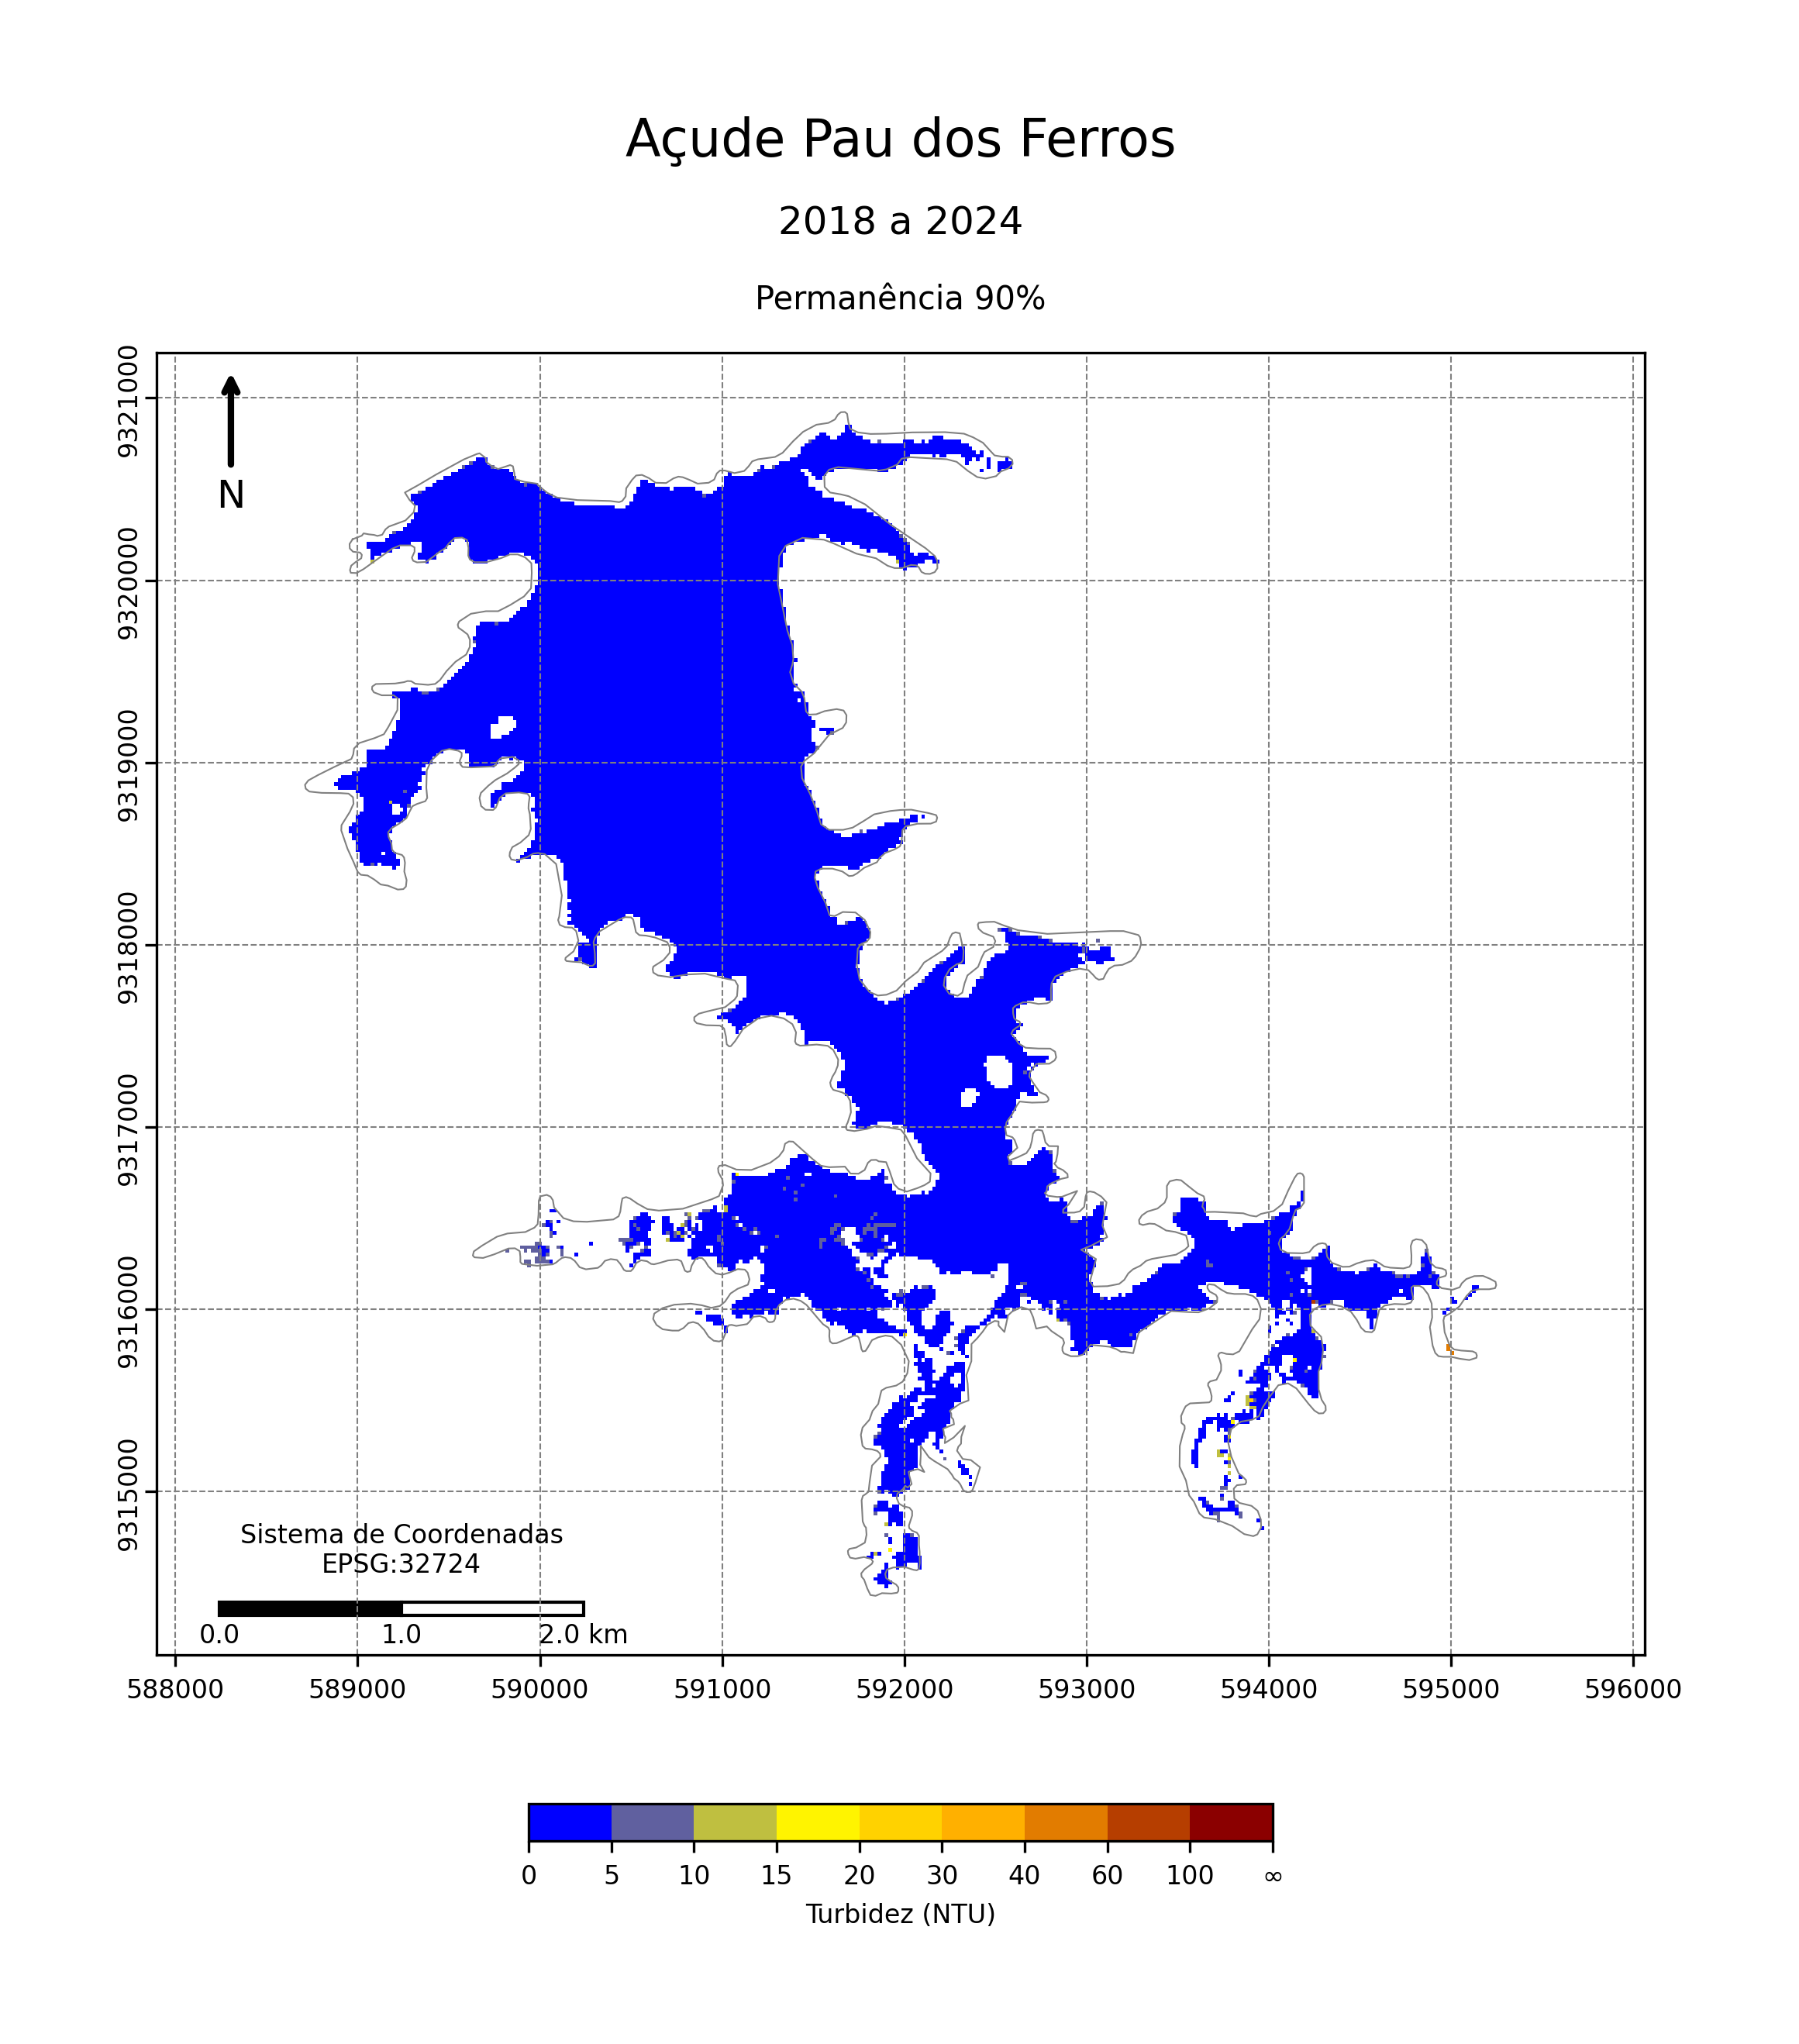 Açude Pau dos Ferros
2018 a 2024
Permanência 90%
9321000
9320000
9319000
9318000
9317000
9316000
9315000
N
Sistema de Coordenadas
EPSG:32724
0.0 1.0 2.0 km
588000 589000 590000 591000 592000 593000 594000 595000 596000
0 5 10 15 20 30 40 60 100 ∞
Turbidez (NTU)